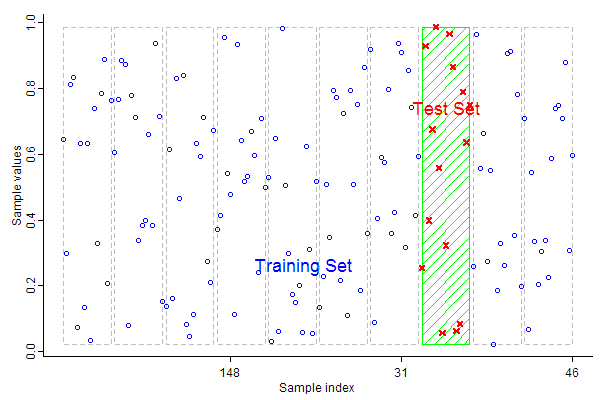 1.0
0.8
0.6
0.4
0.2
0.0
Sample values
Test Set
Training Set
148 31 46
Sample index